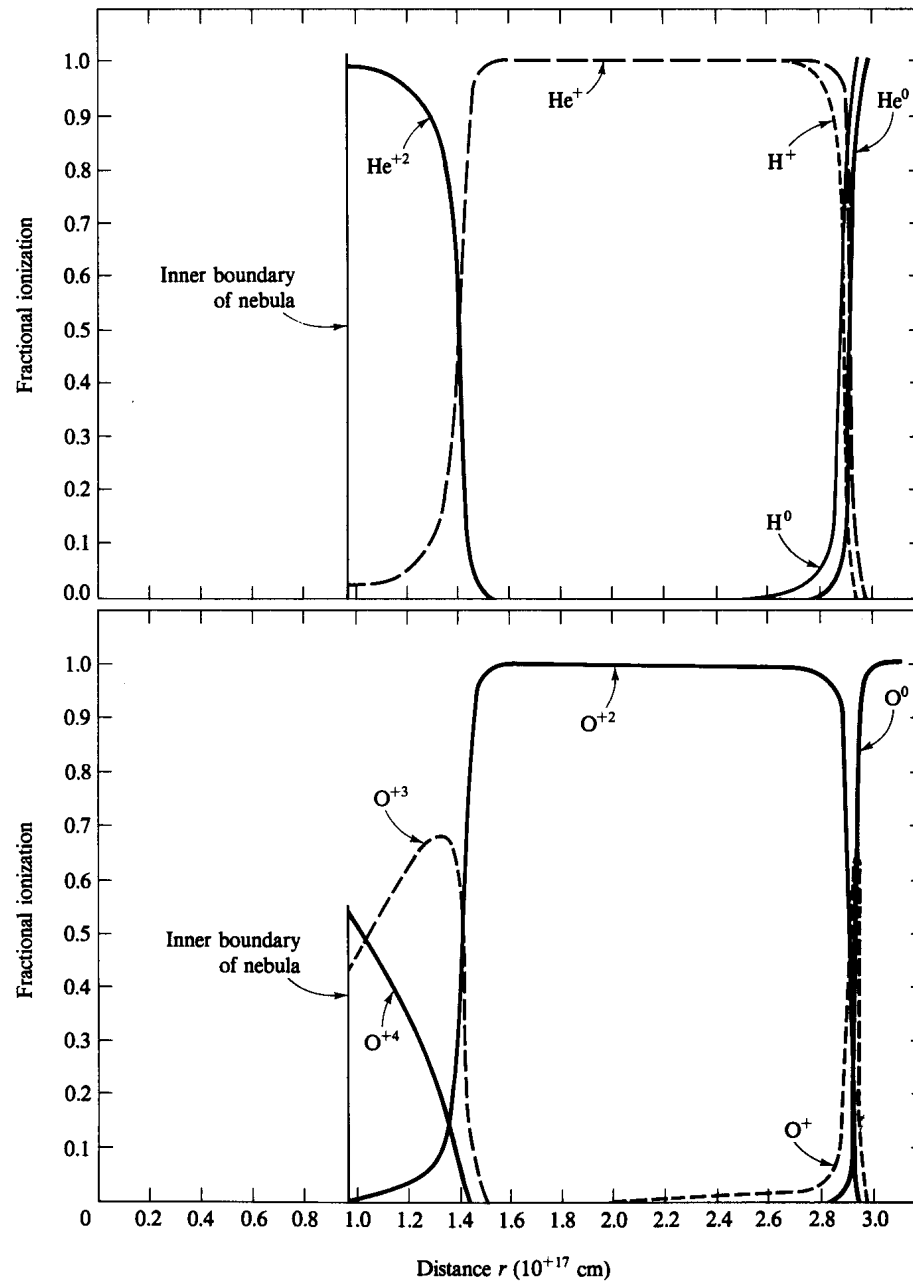 1.0
0.9
0.8
0.7
0.6
0.5
0.4
0.3
0.2
0.1
0.0
Fractional ionization
He+2
He+
H+
He0
H0
Inner boundary
of nebula
1.0
0.9
0.8
0.7
0.6
0.5
0.4
0.3
0.2
0.1
Fractional ionization
O+3
O+4
O+2
O+
O0
Inner boundary
of nebula
0 0.2 0.4 0.6 0.8 1.0 1.2 1.4 1.6 1.8 2.0 2.2 2.4 2.6 2.8 3.0
Distance r (10+17 cm)